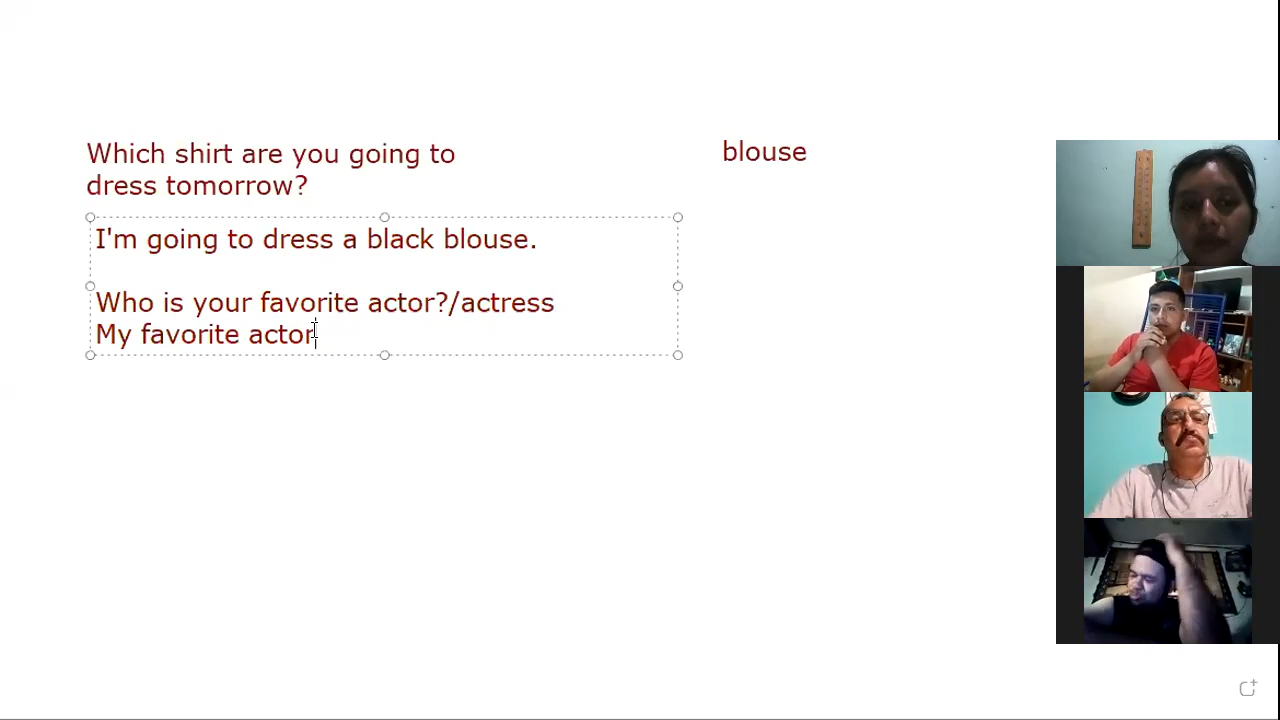 Which shirt are you going to
dress tomorrow?
blouse
I'm going to dress a black blouse.
Who is your favorite actor?/actress
My favorite actor